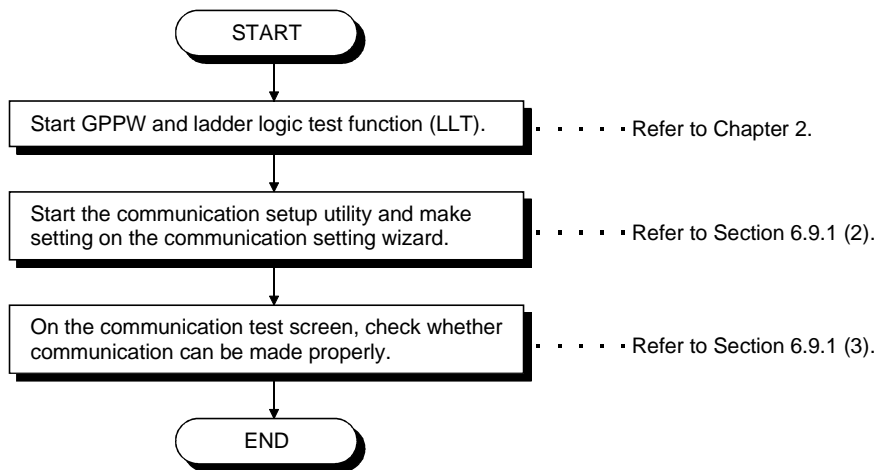 START
Start GPPW and ladder logic test function (LLT).
Refer to Chapter 2.
Start the communication setup utility and make
setting on the communication setting wizard.
Refer to Section 6.9.1 (2).
On the communication test screen, check whether
communication can be made properly.
Refer to Section 6.9.1 (3).
END